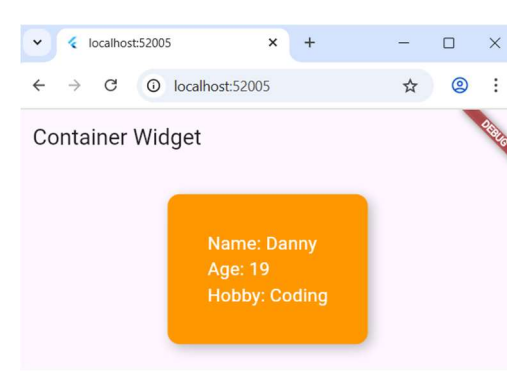 localhost:52005
localhost:52005
Container Widget
DEBUG
Name: Danny
Age: 19
Hobby: Coding